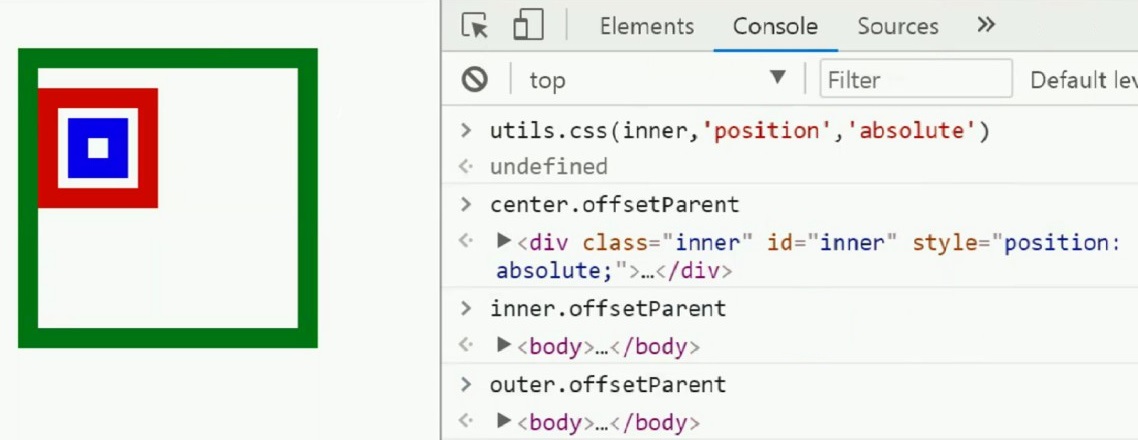 Elements Console Sources
top Filter Default lev
utils.css(inner,'position','absolute')
undefined
center.offsetParent
<div class="inner" id="inner" style="position:
absolute;">…</div>
inner.offsetParent
<body>…</body>
outer.offsetParent
<body>…</body>